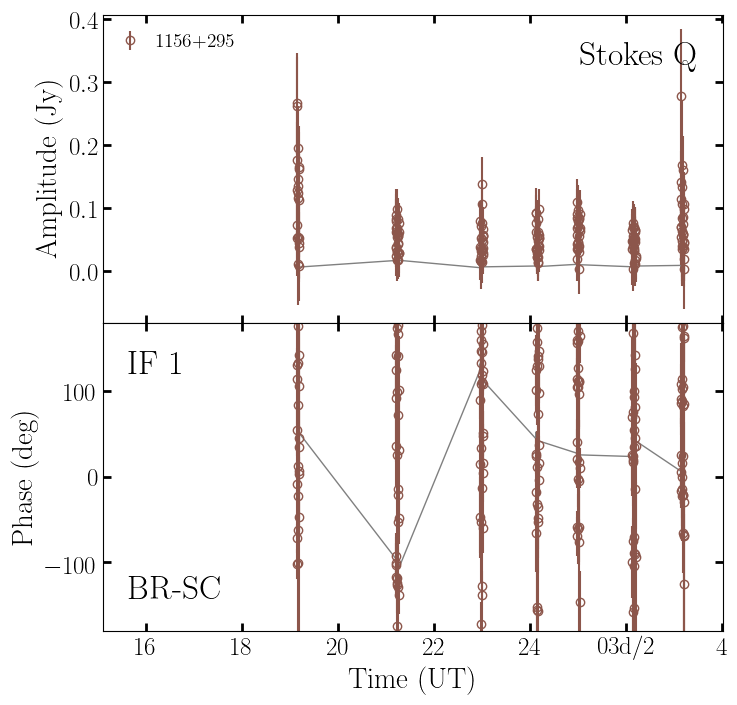 1156+295
Stokes Q
0.4
0.3
0.2
0.1
0.0
Amplitude (Jy)
IF 1
100
0
−100
Phase (deg)
BR-SC
16 18 20 22 24 03d/2 4
Time (UT)